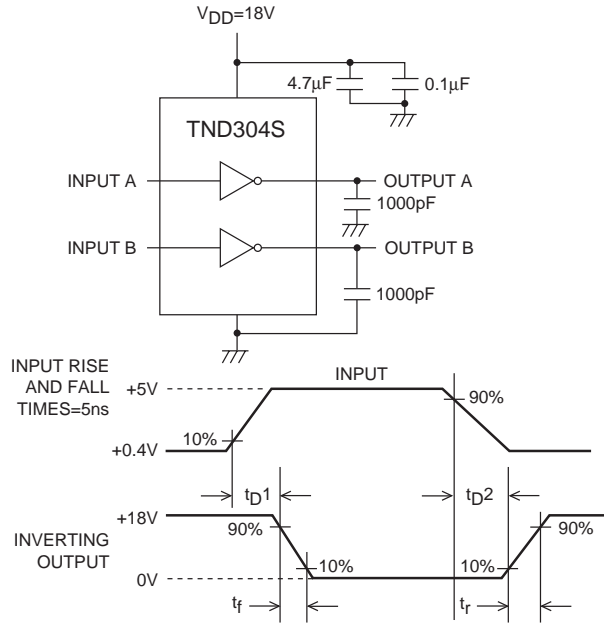 VDD=18V
4.7μF
0.1μF
TND304S
INPUT A
OUTPUT A
1000pF
INPUT B
OUTPUT B
1000pF
INPUT RISE
AND FALL
TIMES=5ns
+5V
INPUT
90%
10%
+0.4V
tD1
tD2
+18V
90%
90%
INVERTING
OUTPUT
10%
10%
0V
tf
tr